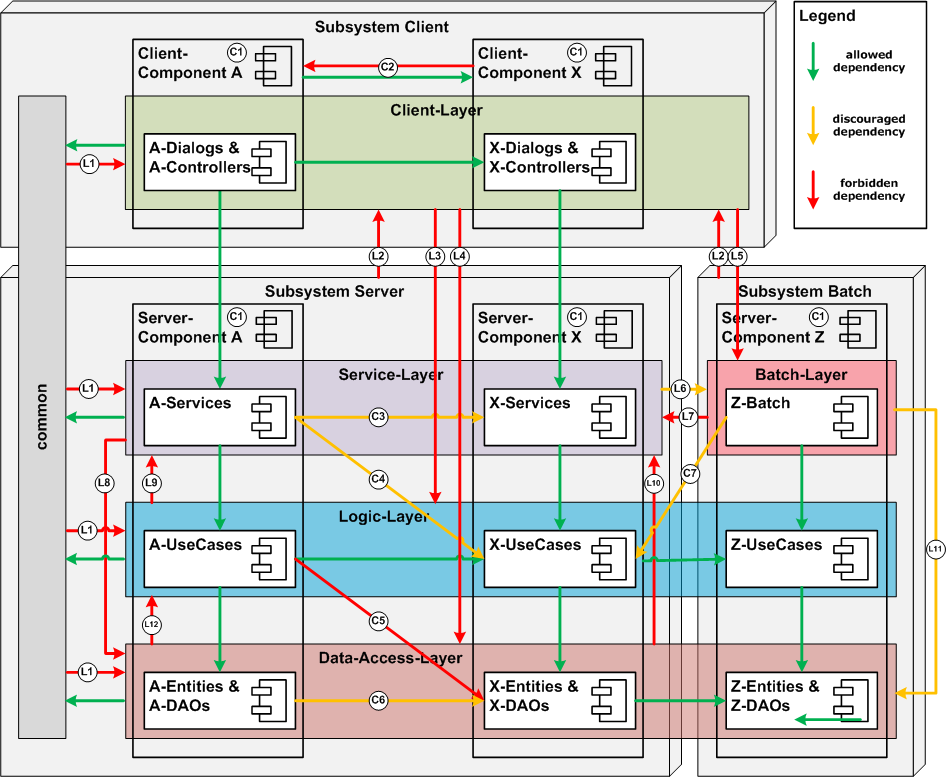 Subsystem Client
Legend
Client-
Component A
C1
Client-
Component X
C1
C2
allowed
dependency
discouraged
dependency
forbidden
dependency
Client-Layer
A-Dialogs &
A-Controllers
X-Dialogs &
X-Controllers
L1
L2
L3
L4
L2
L5
common
Subsystem Server
Subsystem Batch
Server-
Component A
C1
Server-
Component X
C1
Server-
Component Z
C1
Service-Layer
Batch-Layer
L1
A-Services
C3
X-Services
L6
L7
Z-Batch
C4
C7
L8
L9
L10
Logic-Layer
L1
A-UseCases
X-UseCases
Z-UseCases
L11
L12
C5
Data-Access-Layer
L1
A-Entities &
A-DAOs
C6
X-Entities &
X-DAOs
Z-Entities &
Z-DAOs